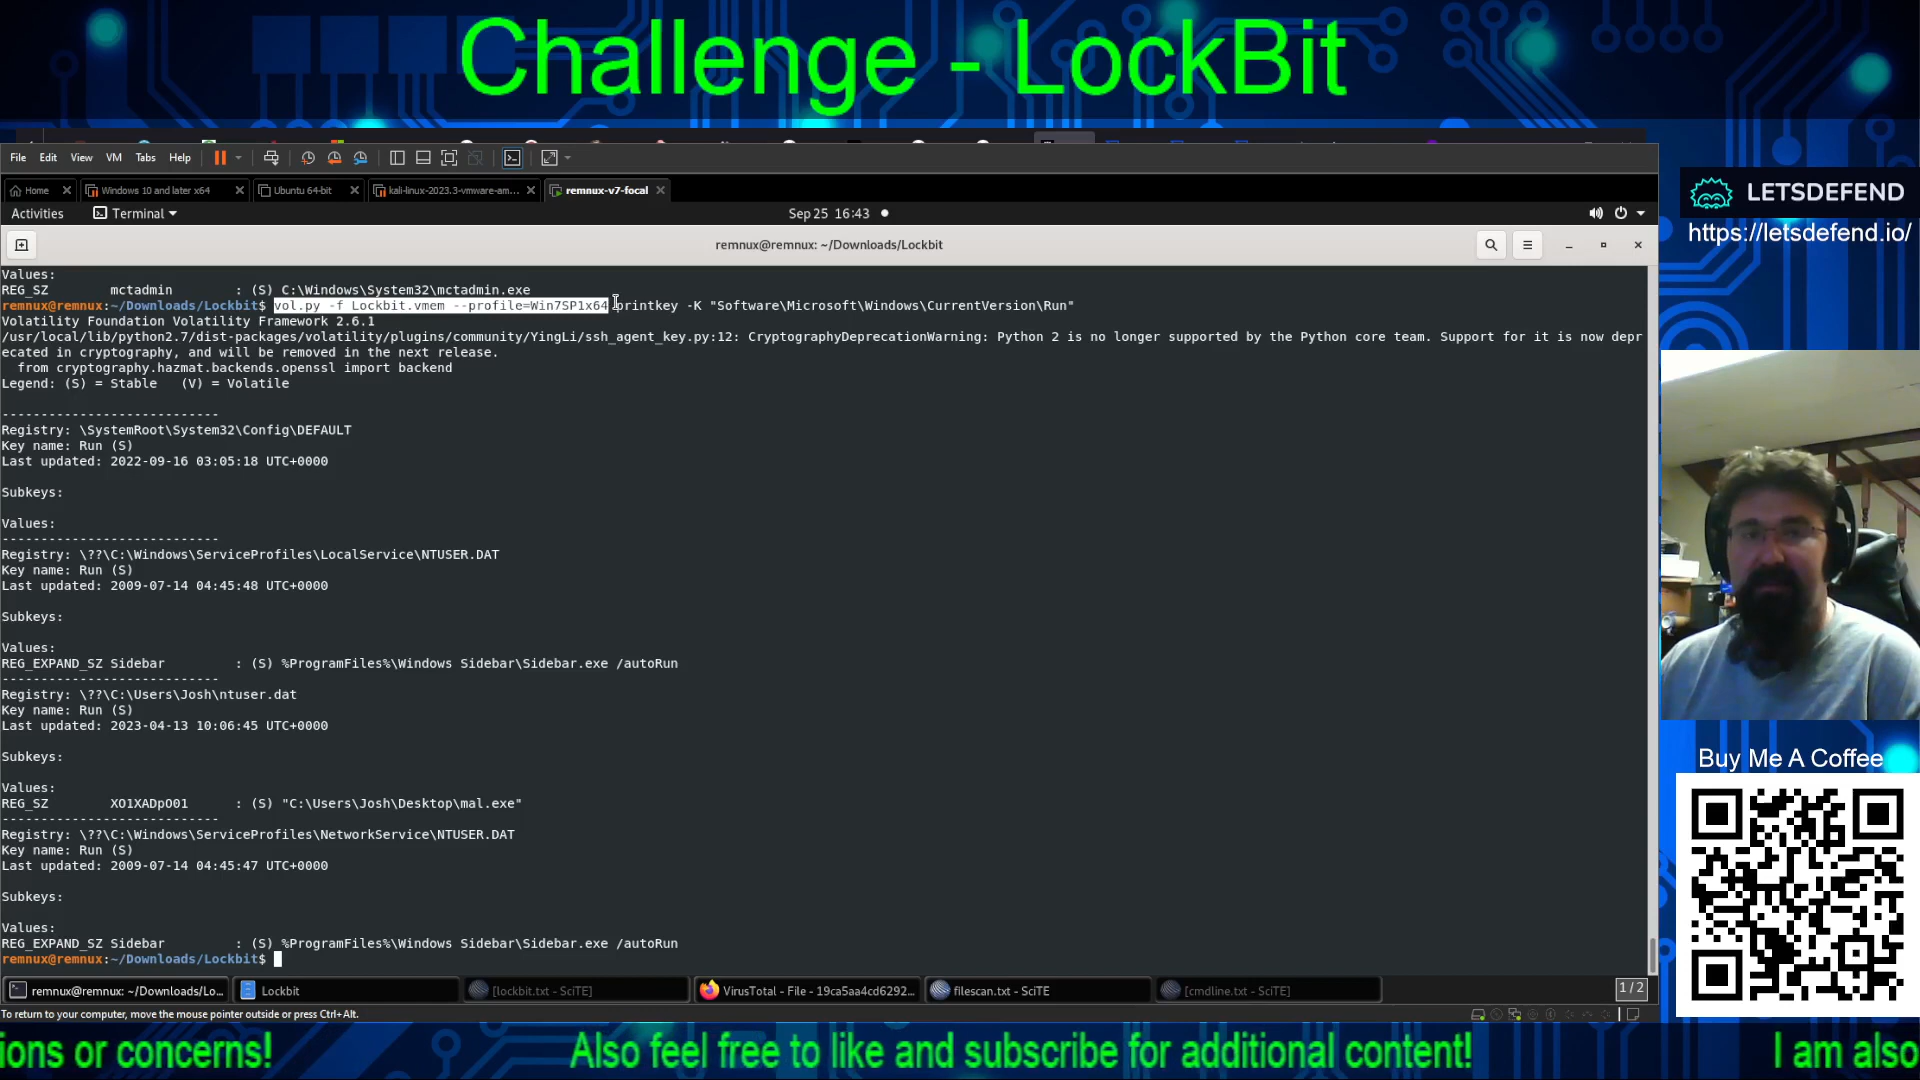 Challenge - LockBit
File Edit View VM Tabs Help
Home Windows 10 and later x64 Ubuntu 64-bit kali-linux-2023.3-vmware-am... remnux-v7-focal
LETSDEFEND
https://letsdefend.io/
Activities Terminal Sep 25 16:43
remnux@remnux: ~/Downloads/Lockbit
Values:
REG_SZ mctadmin : (S) C:\Windows\System32\mctadmin.exe
remnux@remnux:~/Downloads/Lockbit$ vol.py -f Lockbit.vmem --profile=Win7SP1x64 printkey -K "Software\Microsoft\Windows\CurrentVersion\Run"
Volatility Foundation Volatility Framework 2.6.1
/usr/local/lib/python2.7/dist-packages/volatility/plugins/community/YingLi/ssh_agent_key.py:12: CryptographyDeprecationWarning: Python 2 is no longer supported by the Python core team. Support for it is now depr
ecated in cryptography, and will be removed in the next release.
from cryptography.hazmat.backends.openssl import backend
Legend: (S) = Stable (V) = Volatile
----------------------------
Registry: \SystemRoot\System32\Config\DEFAULT
Key name: Run (S)
Last updated: 2022-09-16 03:05:18 UTC+0000
Subkeys:
Values:
----------------------------
Registry: \??\C:\Windows\ServiceProfiles\LocalService\NTUSER.DAT
Key name: Run (S)
Last updated: 2009-07-14 04:45:48 UTC+0000
Subkeys:
Values:
REG_EXPAND_SZ Sidebar : (S) %ProgramFiles%\Windows Sidebar\Sidebar.exe /autoRun
----------------------------
Registry: \??\C:\Users\Josh\ntuser.dat
Key name: Run (S)
Last updated: 2023-04-13 10:06:45 UTC+0000
Subkeys:
Values:
REG_SZ XO1XADpO01 : (S) "C:\Users\Josh\Desktop\mal.exe"
----------------------------
Registry: \??\C:\Windows\ServiceProfiles\NetworkService\NTUSER.DAT
Key name: Run (S)
Last updated: 2009-07-14 04:45:47 UTC+0000
Subkeys:
Values:
REG_EXPAND_SZ Sidebar : (S) %ProgramFiles%\Windows Sidebar\Sidebar.exe /autoRun
remnux@remnux:~/Downloads/Lockbit$
Buy Me A Coffee
remnux@remnux: ~/Downloads/Lo... Lockbit [lockbit.txt - SciTE] VirusTotal - File - 19ca5aa4cd6292... filescan.txt - SciTE [cmdline.txt - SciTE] 1 / 2
To return to your computer, move the mouse pointer outside or press Ctrl+Alt.
ions or concerns! Also feel free to like and subscribe for additional content! I am also